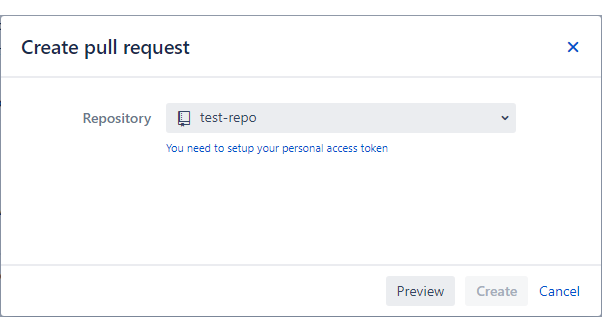 Create pull request
Repository
test-repo
You need to setup your personal access token
Preview
Create
Cancel